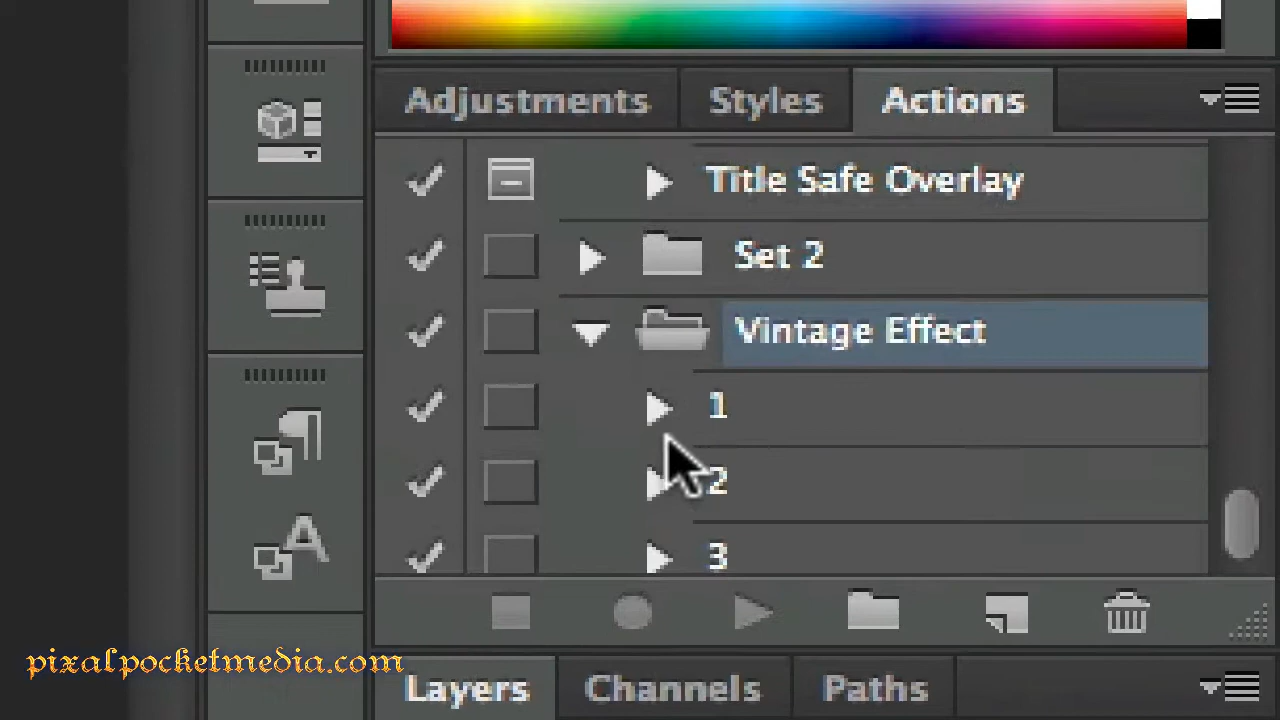 Adjustments Styles Actions
Title Safe Overlay
Set 2
Vintage Effect
1
2
3
pixalpocketmedia.com
Layers Channels Paths